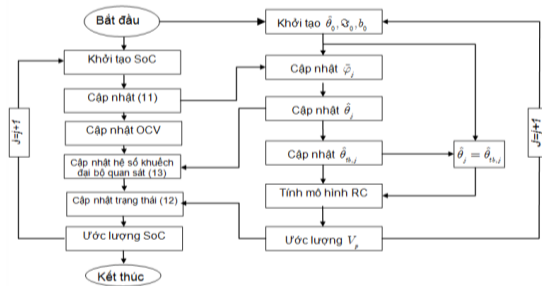 Bắt đầu
Khởi tạo θ̂₀, ℑ₀, b₀
Khởi tạo SoC
Cập nhật φ̂ⱼ
Cập nhật (11)
Cập nhật θ̂ⱼ
Cập nhật OCV
Cập nhật hệ số khuếch
đại bộ quan sát (13)
Cập nhật θ̂ₜₕ,ⱼ
θ̂ⱼ = θ̂ₜₕ,ⱼ
Cập nhật trạng thái (12)
Tính mô hình RC
Ước lượng SoC
Ước lượng Vₚ
Kết thúc
J=j+1
J=j+1